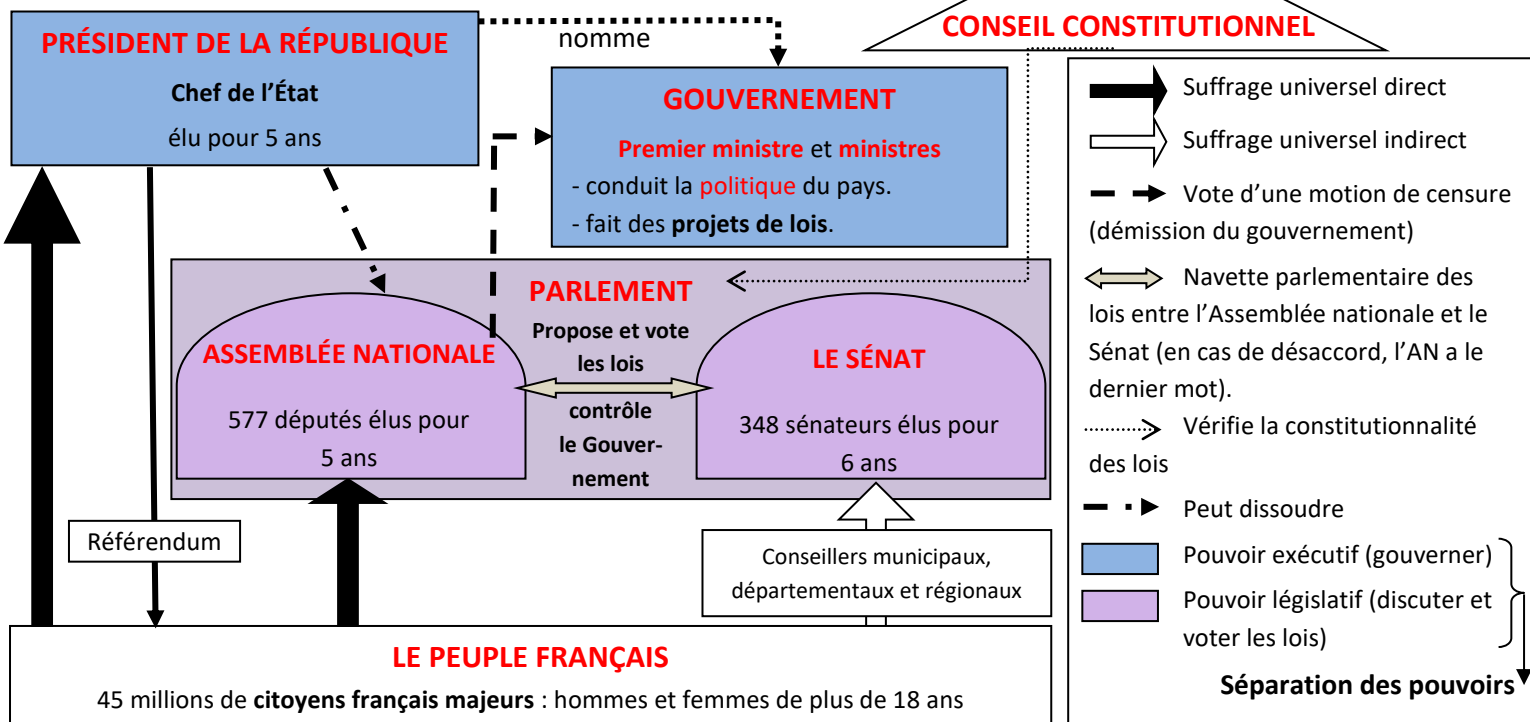 PRÉSIDENT DE LA RÉPUBLIQUE
Chef de l’État
élu pour 5 ans
nomme
CONSEIL CONSTITUTIONNEL
GOUVERNEMENT
Premier ministre et ministres
- conduit la politique du pays.
- fait des projets de lois.
PARLEMENT
Propose et vote
les lois
contrôle
le Gouver-
nement
ASSEMBLÉE NATIONALE
577 députés élus pour
5 ans
LE SÉNAT
348 sénateurs élus pour
6 ans
Référendum
Conseillers municipaux,
départementaux et régionaux
LE PEUPLE FRANÇAIS
45 millions de citoyens français majeurs : hommes et femmes de plus de 18 ans
Suffrage universel direct
Suffrage universel indirect
Vote d’une motion de censure
(démission du gouvernement)
Navette parlementaire des
lois entre l’Assemblée nationale et le
Sénat (en cas de désaccord, l’AN a le
dernier mot).
Vérifie la constitutionnalité
des lois
Peut dissoudre
Pouvoir exécutif (gouverner)
Pouvoir législatif (discuter et
voter les lois)
Séparation des pouvoirs